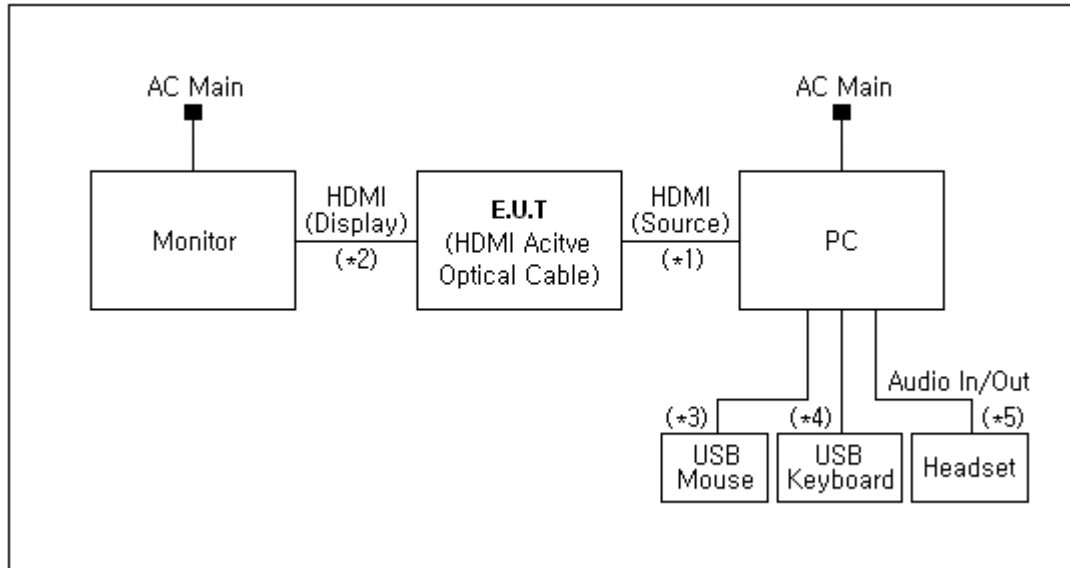 AC Main
AC Main
Monitor
HDMI
(Display)
(*2)
E.U.T
(HDMI Acitve
Optical Cable)
HDMI
(Source)
(*1)
PC
Audio In/Out
(*3)
(*4)
(*5)
USB
Mouse
USB
Keyboard
Headset